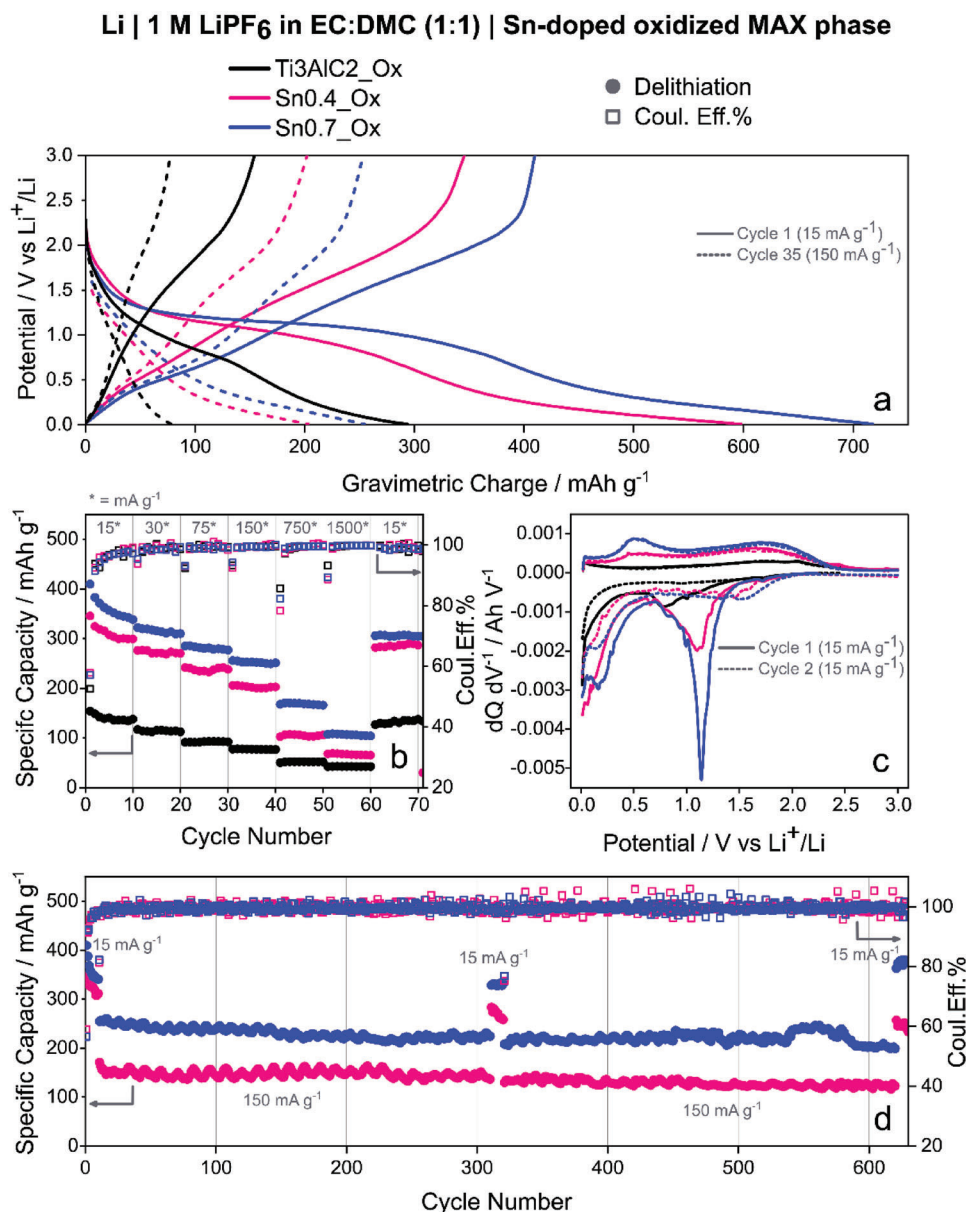 Li | 1 M LiPF6 in EC:DMC (1:1) | Sn-doped oxidized MAX phase
Ti3AlC2_Ox
Sn0.4_Ox
Sn0.7_Ox
Delithiation
Coul. Eff.%
Potential / V vs Li+/Li
3.0
2.5
2.0
1.5
1.0
0.5
0.0
Cycle 1 (15 mA g-1)
Cycle 35 (150 mA g-1)
a
0 100 200 300 400 500 600 700
Gravimetric Charge / mAh g-1
* = mA g-1
15* 30* 75* 150* 750* 1500* 15*
Specifc Capacity / mAh g-1
500
400
300
200
100
0
100
80
60
40
20
Coul.Eff.%
b
0 10 20 30 40 50 60 70
Cycle Number
dQ dV-1 / Ah V-1
0.001
0.000
-0.001
-0.002
-0.003
-0.004
-0.005
Cycle 1 (15 mA g-1)
Cycle 2 (15 mA g-1)
c
0.0 0.5 1.0 1.5 2.0 2.5 3.0
Potential / V vs Li+/Li
Specific Capacity / mAh g-1
500
400
300
200
100
0
15 mA g-1
15 mA g-1
15 mA g-1
150 mA g-1
150 mA g-1
100
80
60
40
20
Coul.Eff.%
d
0 100 200 300 400 500 600
Cycle Number